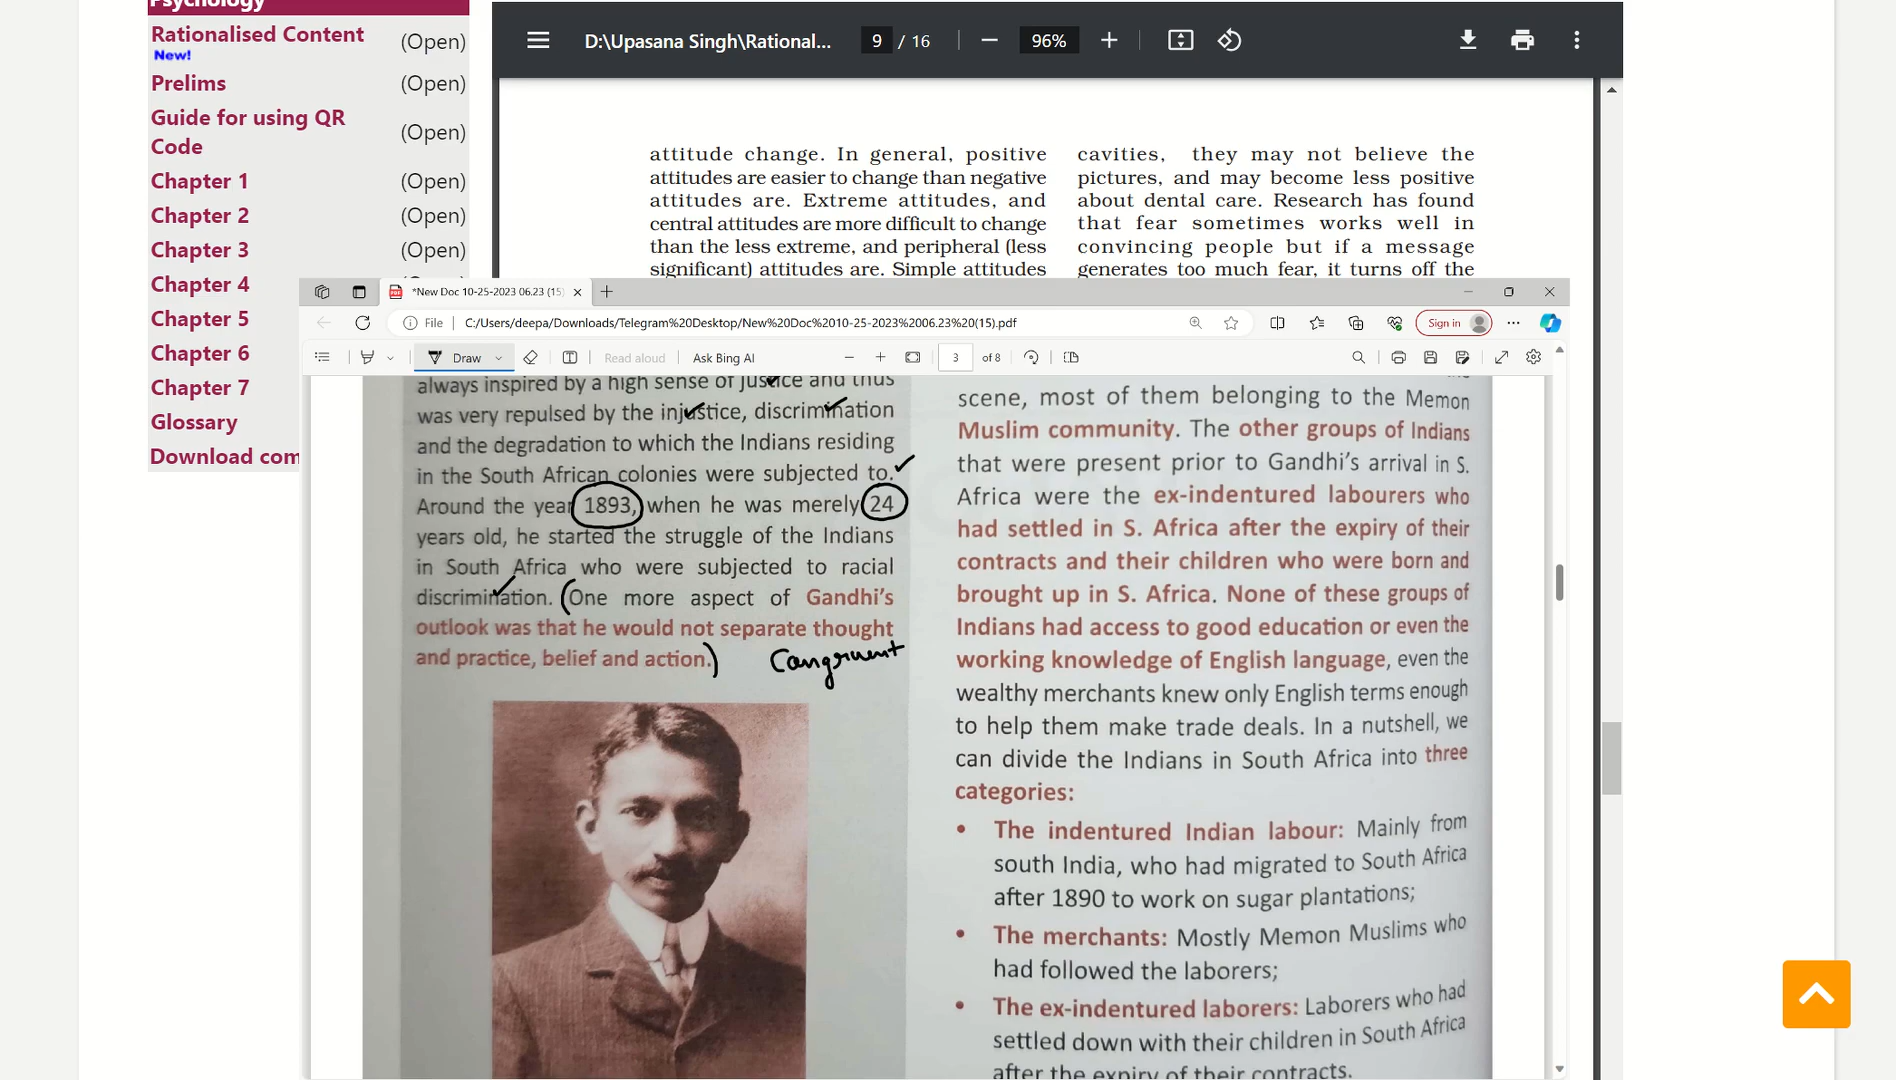 Psychology
Rationalised Content
New!
(Open)
Prelims
(Open)
Guide for using QR
Code
(Open)
Chapter 1
(Open)
Chapter 2
(Open)
Chapter 3
(Open)
Chapter 4
Chapter 5
Chapter 6
Chapter 7
Glossary
Download com
D:\Upasana Singh\Rational...
9 / 16
96%
attitude change. In general, positive
attitudes are easier to change than negative
attitudes are. Extreme attitudes, and
central attitudes are more difficult to change
than the less extreme, and peripheral (less
significant) attitudes are. Simple attitudes
cavities, they may not believe the
pictures, and may become less positive
about dental care. Research has found
that fear sometimes works well in
convincing people but if a message
generates too much fear, it turns off the
*New Doc 10-25-2023 06.23 (15)
File
C:/Users/deepa/Downloads/Telegram%20Desktop/New%20Doc%2010-25-2023%2006.23%20(15).pdf
Sign in
Draw
Read aloud
Ask Bing AI
3 of 8
always inspired by a high sense of justice and thus
was very repulsed by the injustice, discrimination
and the degradation to which the Indians residing
in the South African colonies were subjected to.
Around the year 1893, when he was merely 24
years old, he started the struggle of the Indians
in South Africa who were subjected to racial
discrimination. (One more aspect of Gandhi's
outlook was that he would not separate thought
and practice, belief and action.)
Congruent
scene, most of them belonging to the Memon
Muslim community. The other groups of Indians
that were present prior to Gandhi's arrival in S.
Africa were the ex-indentured labourers who
had settled in S. Africa after the expiry of their
contracts and their children who were born and
brought up in S. Africa. None of these groups of
Indians had access to good education or even the
working knowledge of English language, even the
wealthy merchants knew only English terms enough
to help them make trade deals. In a nutshell, we
can divide the Indians in South Africa into three
categories:
• The indentured Indian labour: Mainly from
south India, who had migrated to South Africa
after 1890 to work on sugar plantations;
• The merchants: Mostly Memon Muslims who
had followed the laborers;
• The ex-indentured laborers: Laborers who had
settled down with their children in South Africa
after the expiry of their contracts.